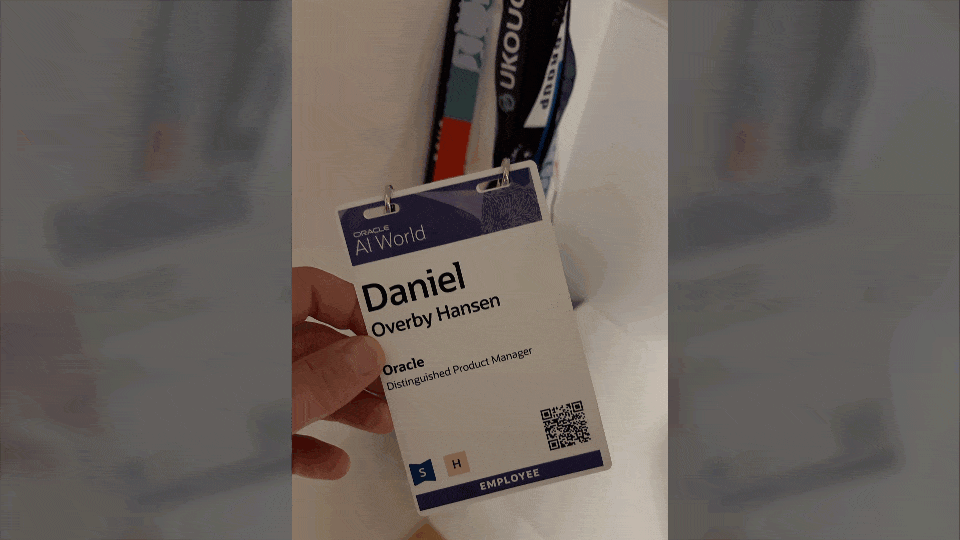 UKOUG
ORACLE
AI World
Daniel
Overby Hansen
Oracle
Distinguished Product Manager
S
H
EMPLOYEE